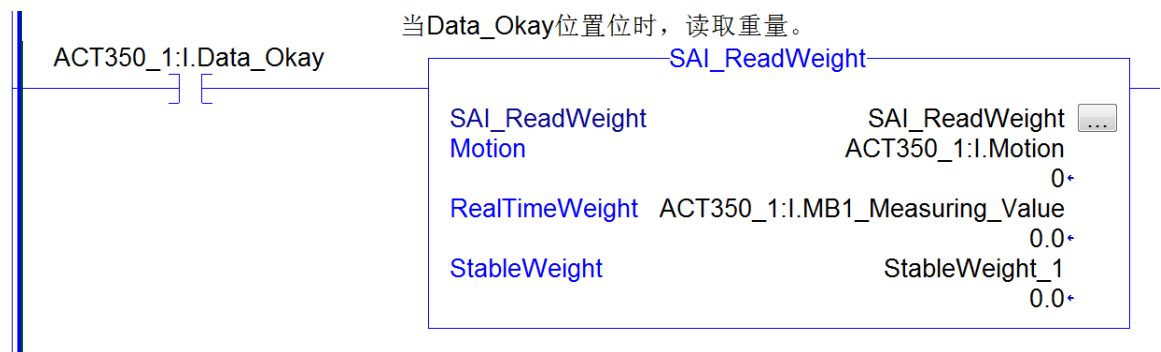 当Data_Okay位置位时，读取重量。
ACT350_1:I.Data_Okay
SAI_ReadWeight
SAI_ReadWeight SAI_ReadWeight ...
Motion ACT350_1:I.Motion
0
RealTimeWeight ACT350_1:I.MB1_Measuring_Value
0.0
StableWeight StableWeight_1
0.0